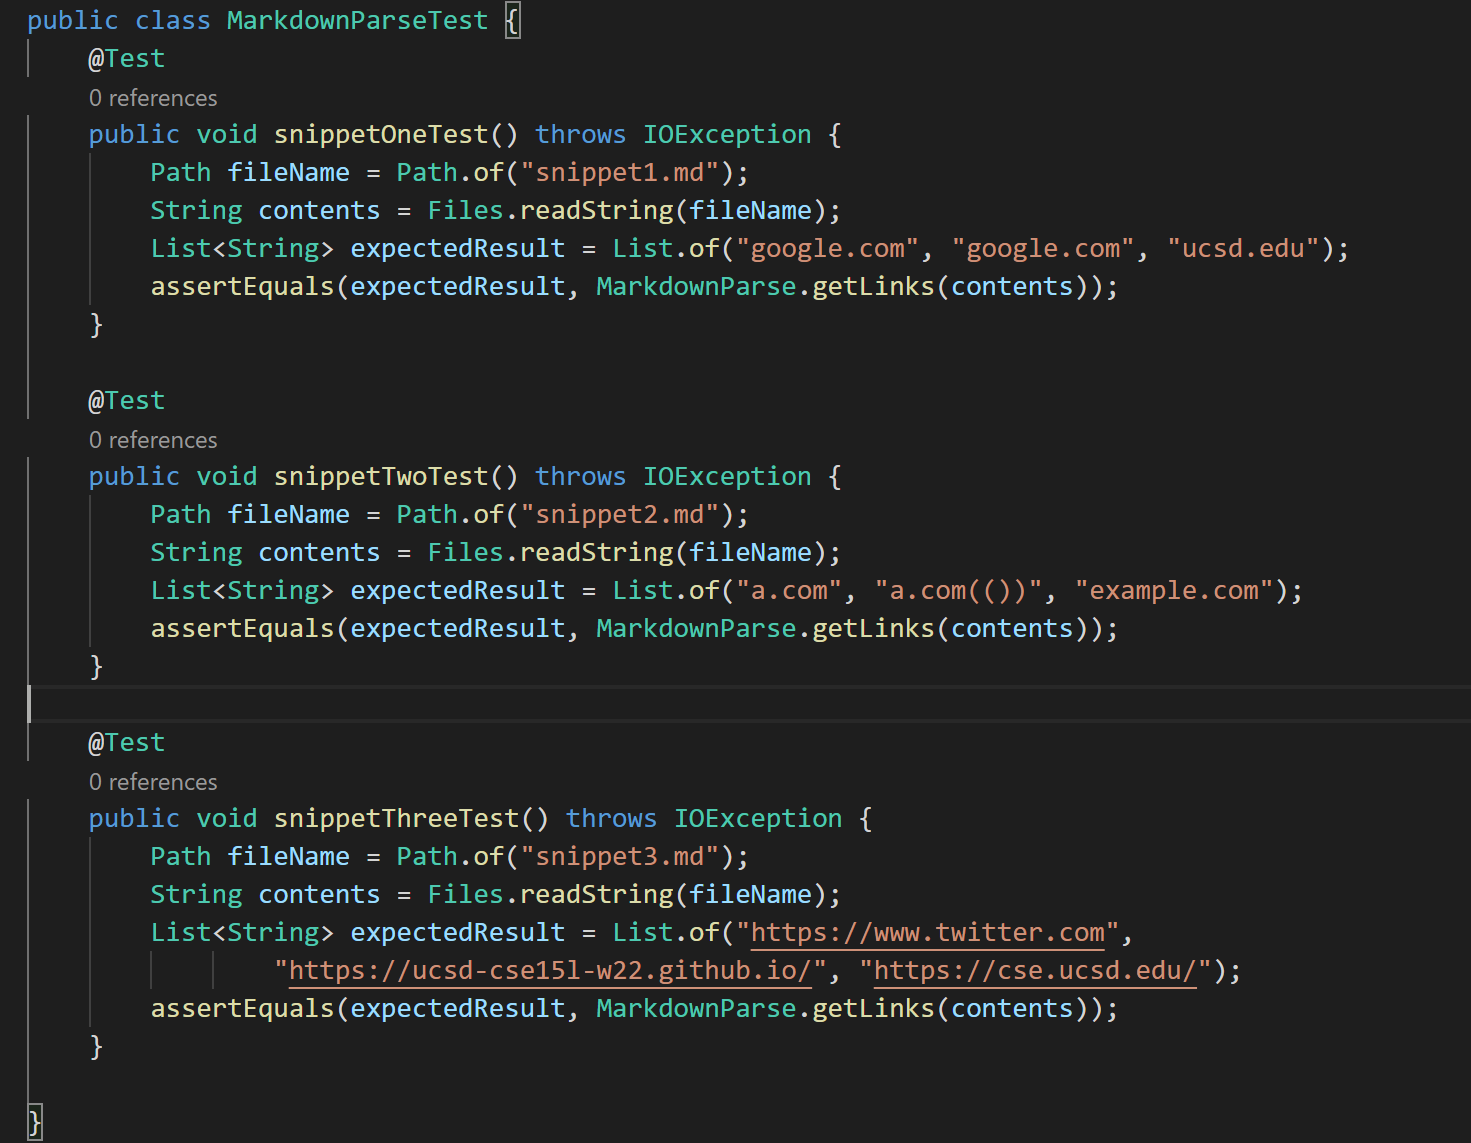 public class MarkdownParseTest {
    @Test
    0 references
    public void snippetOneTest() throws IOException {
        Path fileName = Path.of("snippet1.md");
        String contents = Files.readString(fileName);
        List<String> expectedResult = List.of("google.com", "google.com", "ucsd.edu");
        assertEquals(expectedResult, MarkdownParse.getLinks(contents));
    }

    @Test
    0 references
    public void snippetTwoTest() throws IOException {
        Path fileName = Path.of("snippet2.md");
        String contents = Files.readString(fileName);
        List<String> expectedResult = List.of("a.com", "a.com(())", "example.com");
        assertEquals(expectedResult, MarkdownParse.getLinks(contents));
    }

    @Test
    0 references
    public void snippetThreeTest() throws IOException {
        Path fileName = Path.of("snippet3.md");
        String contents = Files.readString(fileName);
        List<String> expectedResult = List.of("https://www.twitter.com",
                "https://ucsd-cse15l-w22.github.io/", "https://cse.ucsd.edu/");
        assertEquals(expectedResult, MarkdownParse.getLinks(contents));
    }

}